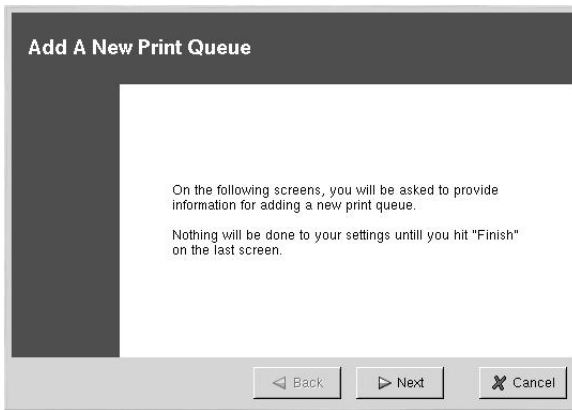 Add A New Print Queue
On the following screens, you will be asked to provide
information for adding a new print queue.
Nothing will be done to your settings untill you hit "Finish"
on the last screen.
Back
Next
Cancel